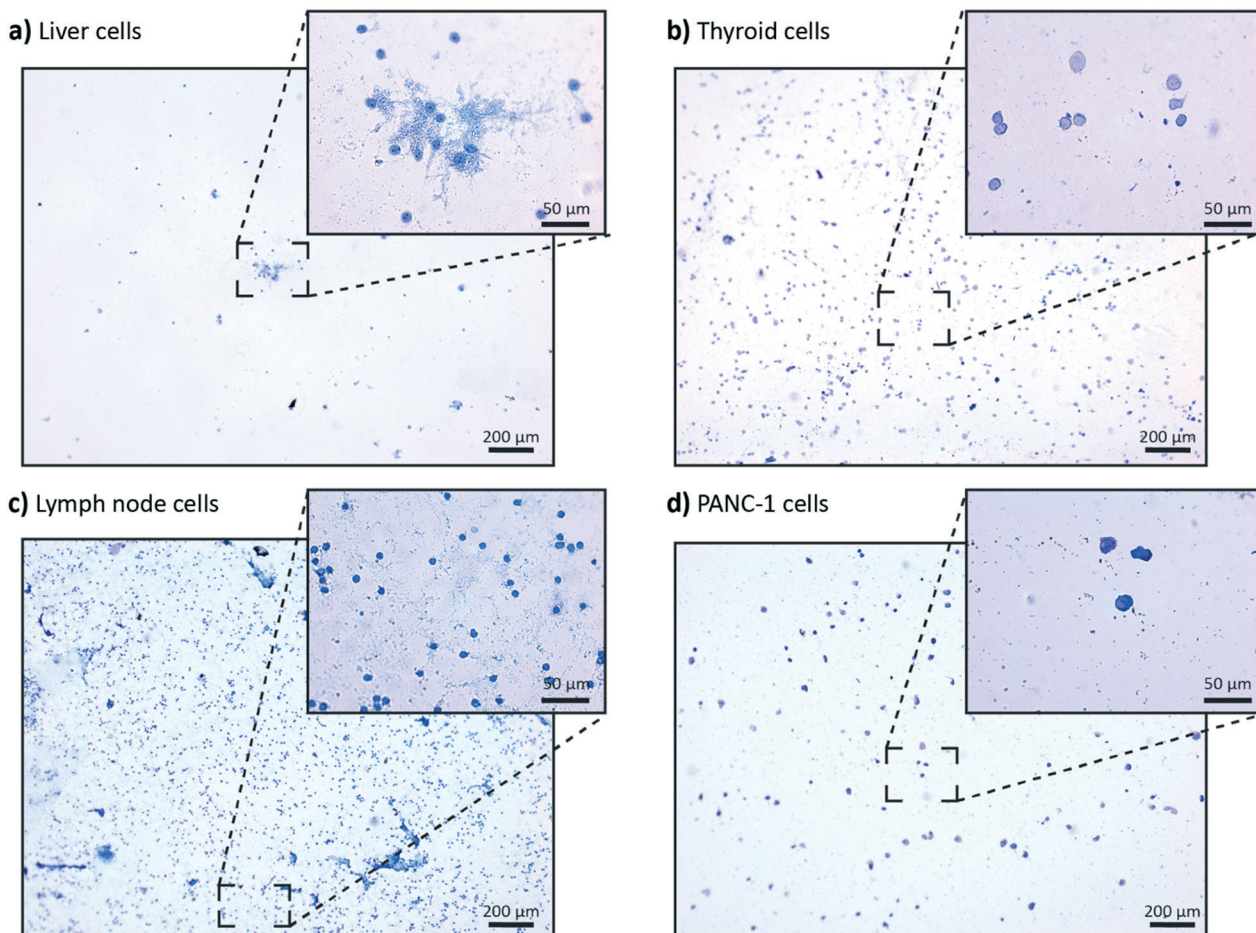 a) Liver cells
50 µm
200 µm
b) Thyroid cells
50 µm
200 µm
c) Lymph node cells
50 µm
200 µm
d) PANC-1 cells
50 µm
200 µm